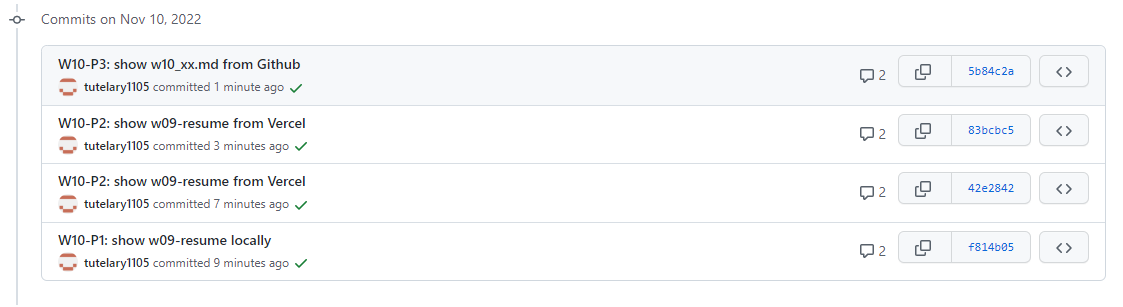 Commits on Nov 10, 2022
W10-P3: show w10_xx.md from Github
tutelary1105 committed 1 minute ago
2
5b84c2a
W10-P2: show w09-resume from Vercel
tutelary1105 committed 3 minutes ago
2
83bcbc5
W10-P2: show w09-resume from Vercel
tutelary1105 committed 7 minutes ago
2
42e2842
W10-P1: show w09-resume locally
tutelary1105 committed 9 minutes ago
2
f814b05